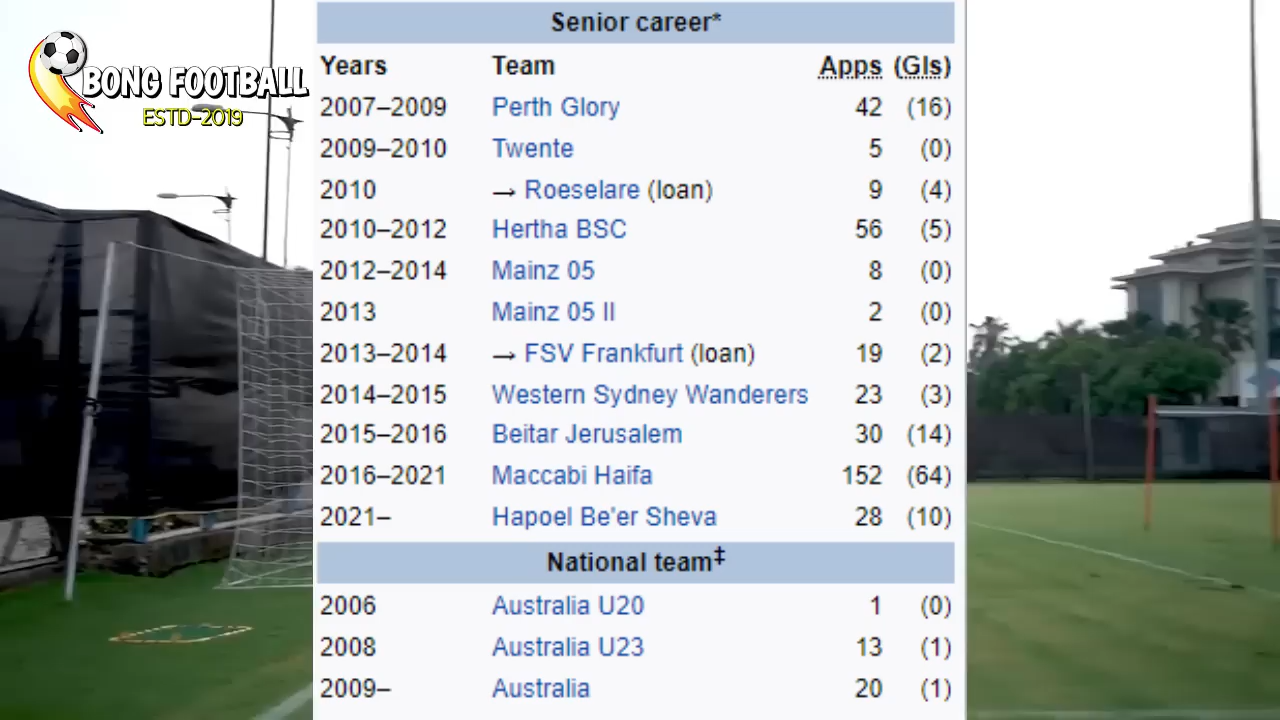 BONG FOOTBALL
ESTD-2019
Senior career*
Years Team Apps (Gls)
2007–2009 Perth Glory 42 (16)
2009–2010 Twente 5 (0)
2010 → Roeselare (loan) 9 (4)
2010–2012 Hertha BSC 56 (5)
2012–2014 Mainz 05 8 (0)
2013 Mainz 05 II 2 (0)
2013–2014 → FSV Frankfurt (loan) 19 (2)
2014–2015 Western Sydney Wanderers 23 (3)
2015–2016 Beitar Jerusalem 30 (14)
2016–2021 Maccabi Haifa 152 (64)
2021– Hapoel Be'er Sheva 28 (10)
National team‡
2006 Australia U20 1 (0)
2008 Australia U23 13 (1)
2009– Australia 20 (1)